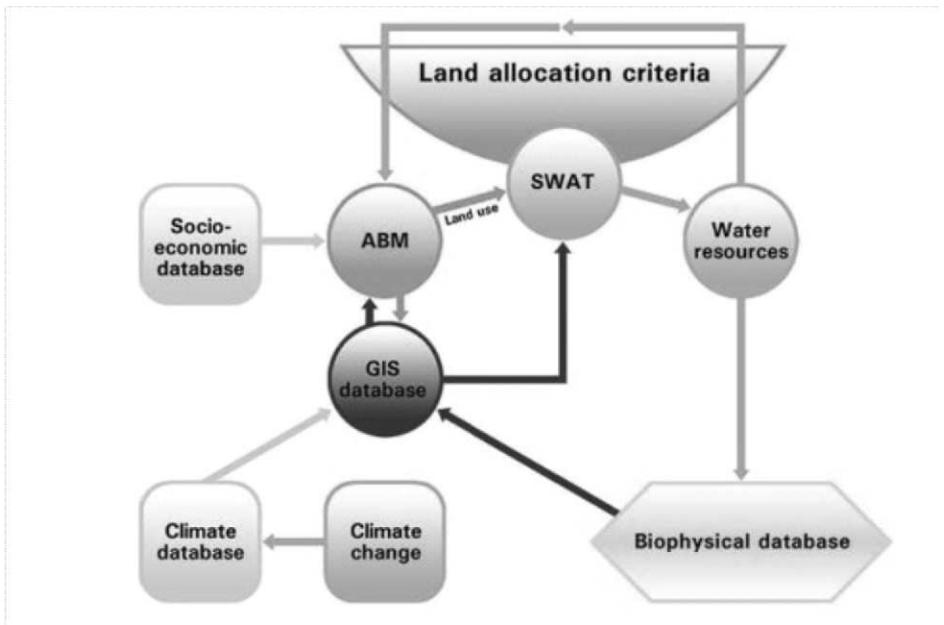 Land allocation criteria
SWAT
Socio-
economic
database
ABM
Land use
Water
resources
GIS
database
Climate
database
Climate
change
Biophysical database